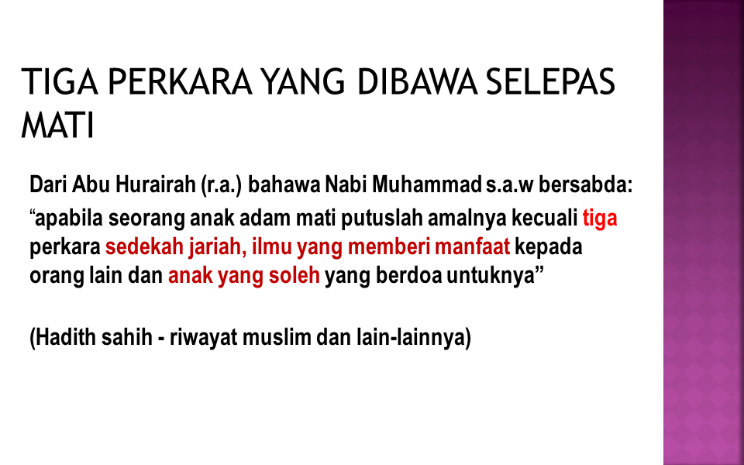 TIGA PERKARA YANG DIBAWA SELEPAS
MATI
Dari Abu Hurairah (r.a.) bahawa Nabi Muhammad s.a.w bersabda:
“apabila seorang anak adam mati putuslah amalnya kecuali tiga
perkara sedekah jariah, ilmu yang memberi manfaat kepada
orang lain dan anak yang soleh yang berdoa untuknya”
(Hadith sahih - riwayat muslim dan lain-lainnya)